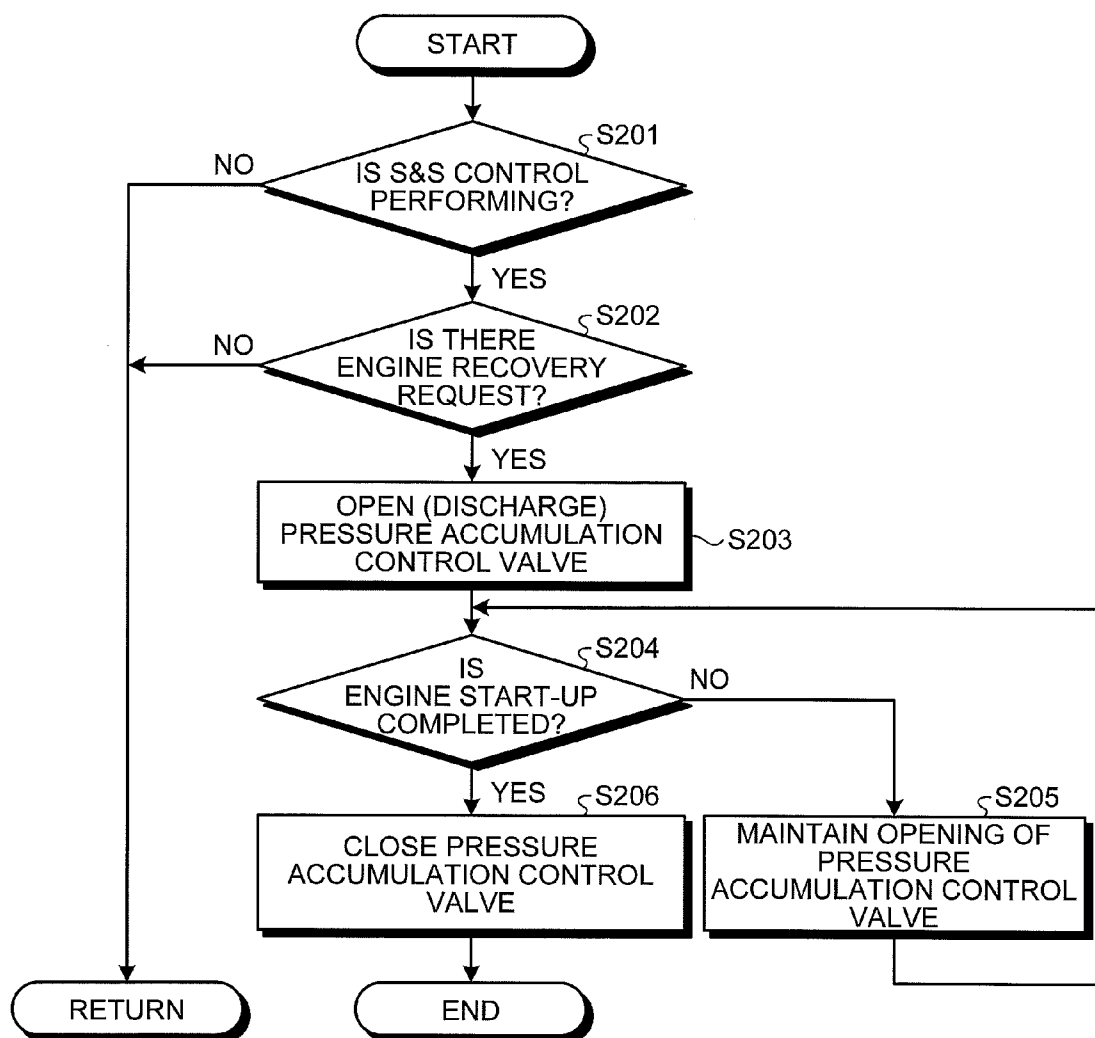 START
S201
NO
IS S&S CONTROL
PERFORMING?
YES
S202
NO
IS THERE
ENGINE RECOVERY
REQUEST?
YES
OPEN (DISCHARGE)
PRESSURE ACCUMULATION
CONTROL VALVE
S203
S204
IS
ENGINE START-UP
COMPLETED?
NO
YES
S206
CLOSE PRESSURE
ACCUMULATION CONTROL
VALVE
S205
MAINTAIN OPENING OF
PRESSURE
ACCUMULATION CONTROL
VALVE
RETURN
END